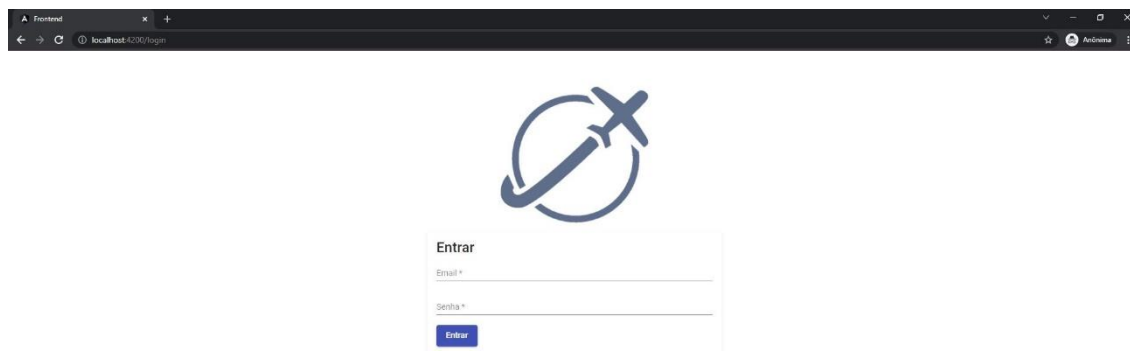 Frontend
localhost:4200/login
Anônima
Entrar
Email *
Senha *
Entrar